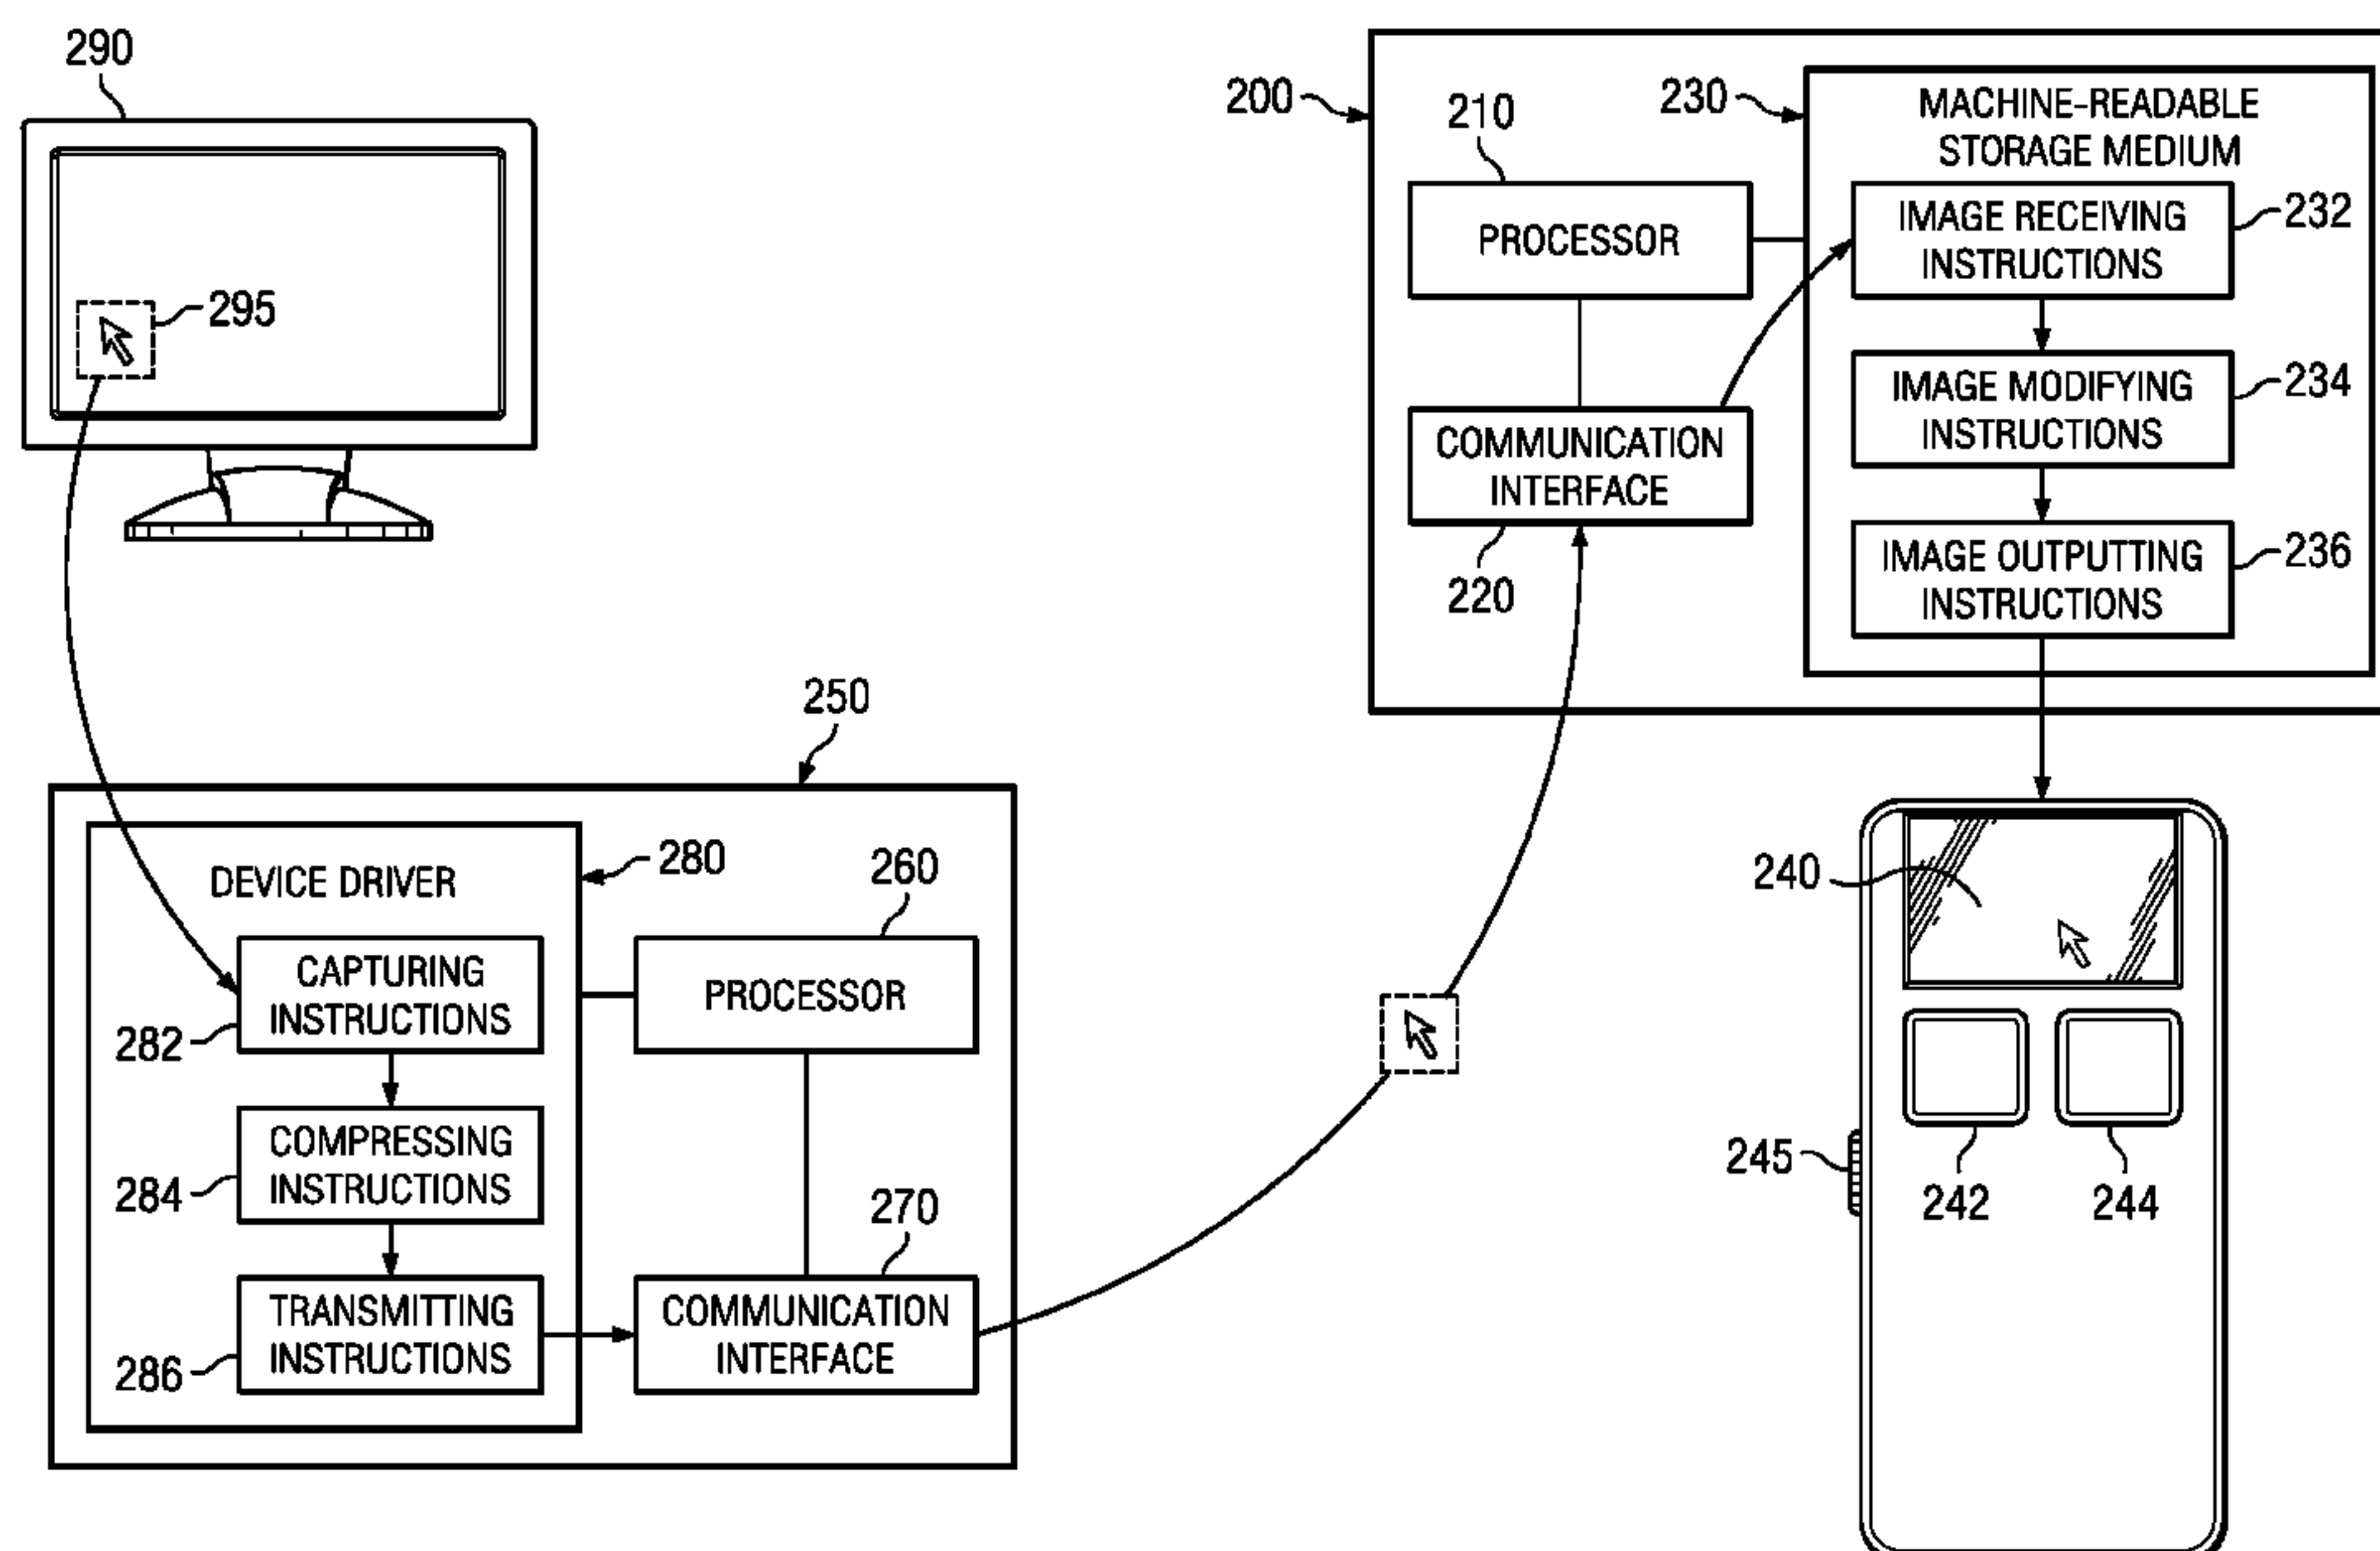 290
295
200
210
230
MACHINE-READABLE
STORAGE MEDIUM
PROCESSOR
IMAGE RECEIVING
INSTRUCTIONS
232
COMMUNICATION
INTERFACE
220
IMAGE MODIFYING
INSTRUCTIONS
234
IMAGE OUTPUTTING
INSTRUCTIONS
236
250
DEVICE DRIVER
280
260
CAPTURING
INSTRUCTIONS
282
PROCESSOR
COMPRESSING
INSTRUCTIONS
284
270
TRANSMITTING
INSTRUCTIONS
286
COMMUNICATION
INTERFACE
240
245
242
244